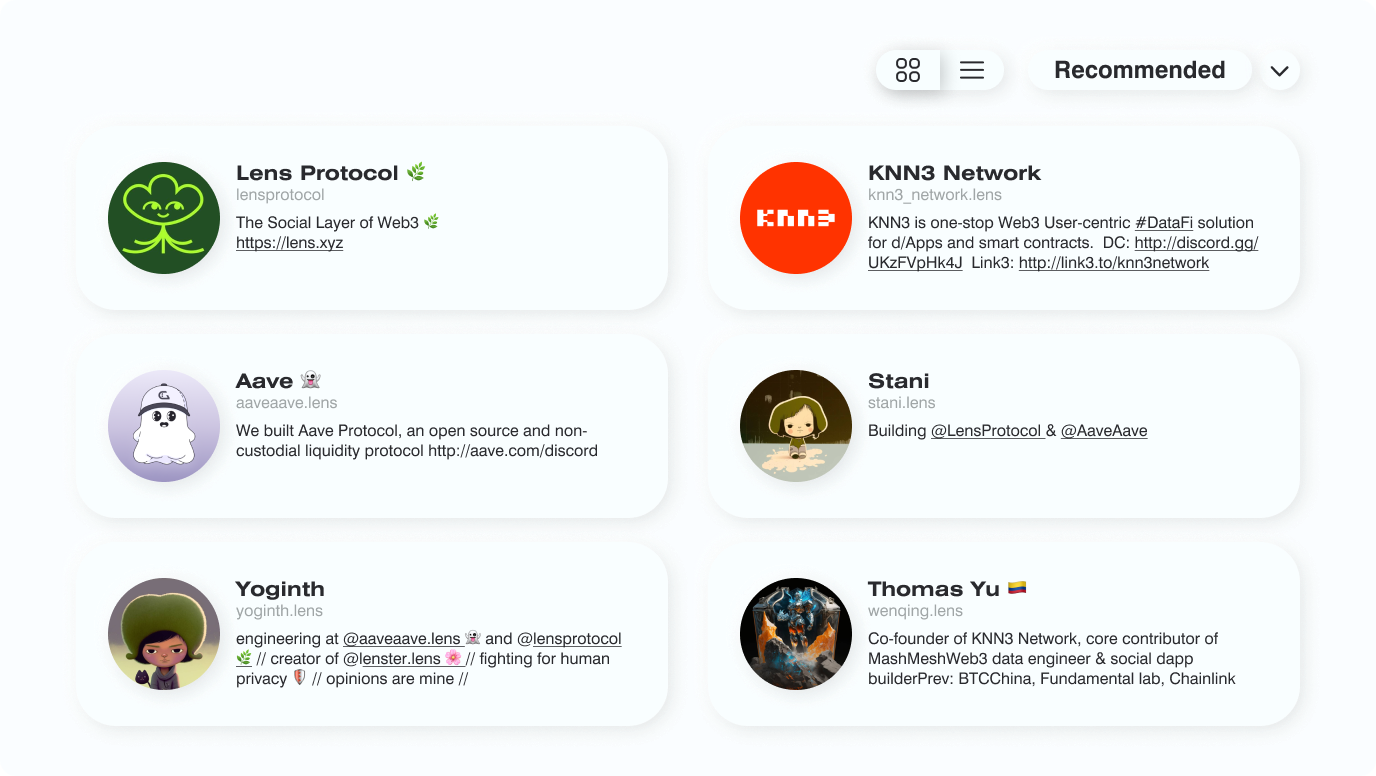 Recommended
Lens Protocol 🌿
lensprotocol
The Social Layer of Web3 🌿
https://lens.xyz
KNN3
KNN3 Network
knn3_network.lens
KNN3 is one-stop Web3 User-centric #DataFi solution
for d/Apps and smart contracts.  DC: http://discord.gg/
UKzFVpHk4J  Link3: http://link3.to/knn3network
Aave 👻
aaveaave.lens
We built Aave Protocol, an open source and non-
custodial liquidity protocol http://aave.com/discord
Stani
stani.lens
Building @LensProtocol & @AaveAave
Yoginth
yoginth.lens
engineering at @aaveaave.lens 👻 and @lensprotocol
🌿 // creator of @lenster.lens 🌸 // fighting for human
privacy 🛡️ // opinions are mine //
Thomas Yu 🇨🇴
wenqing.lens
Co-founder of KNN3 Network, core contributor of
MashMeshWeb3 data engineer & social dapp
builderPrev: BTCChina, Fundamental lab, Chainlink